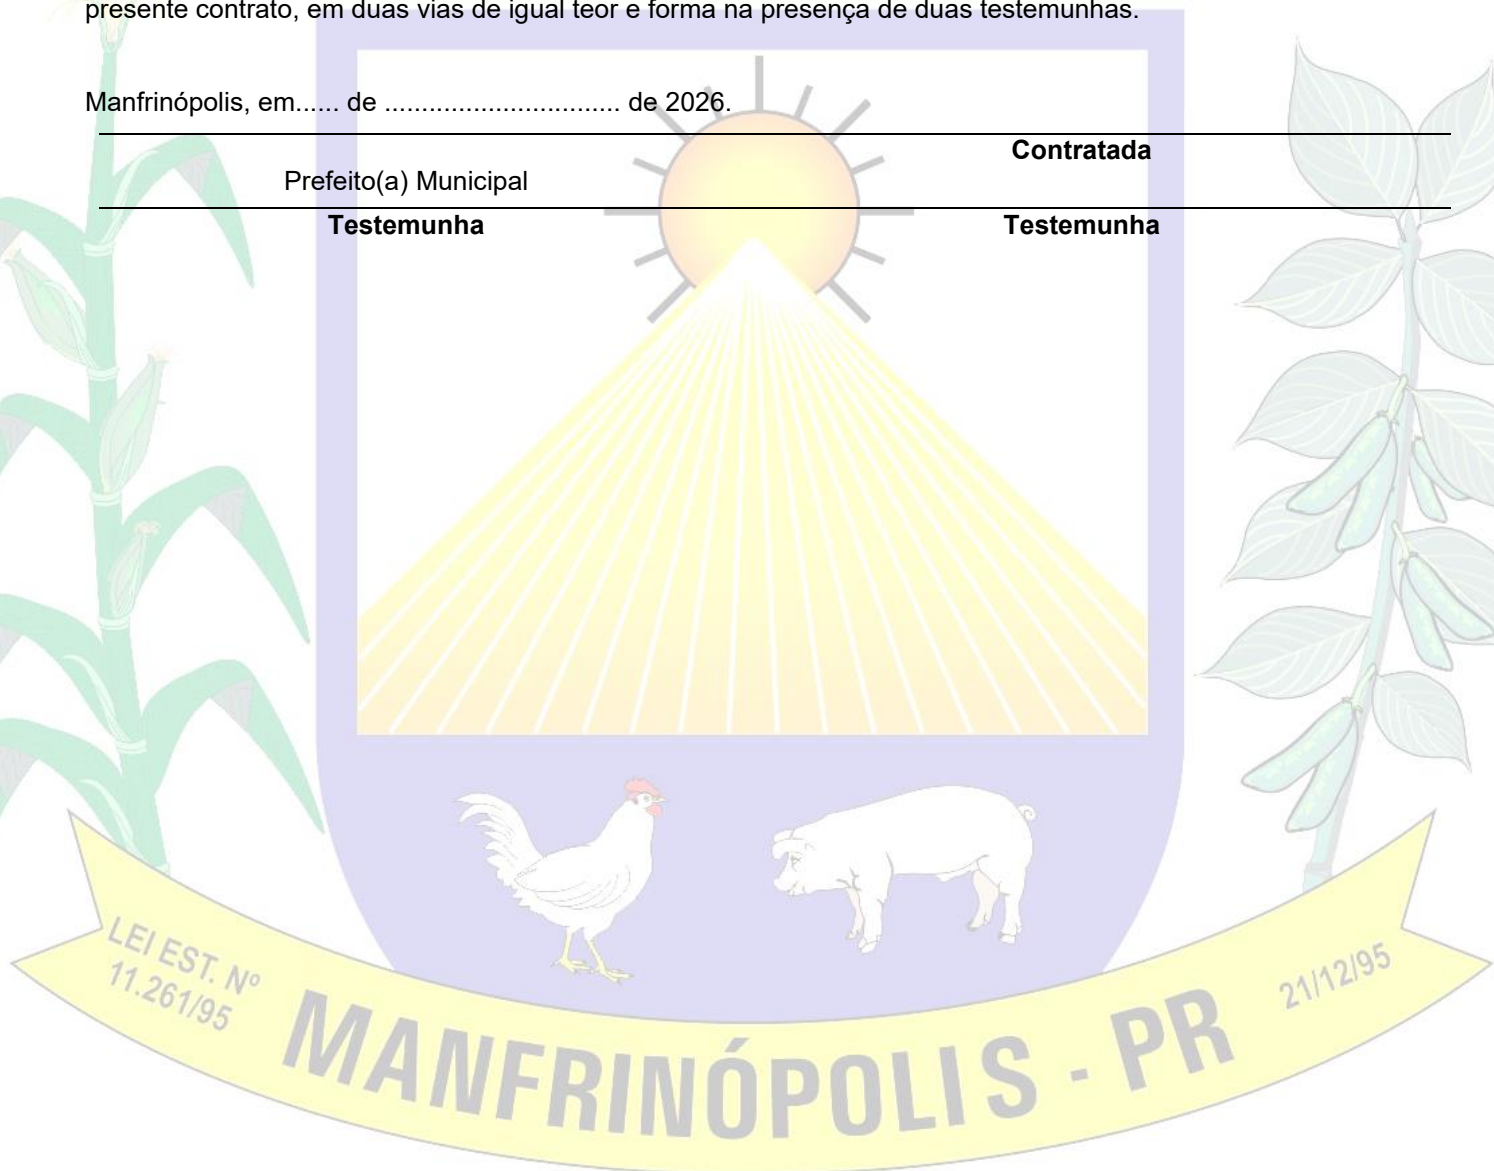 presente contrato, em duas vias de igual teor e forma na presença de duas testemunhas.
Manfrinópolis, em...... de ................................ de 2026.
Contratada
Prefeito(a) Municipal
Testemunha
Testemunha
LEI EST. Nº
11.261/95
MANFRINÓPOLIS - PR
21/12/95